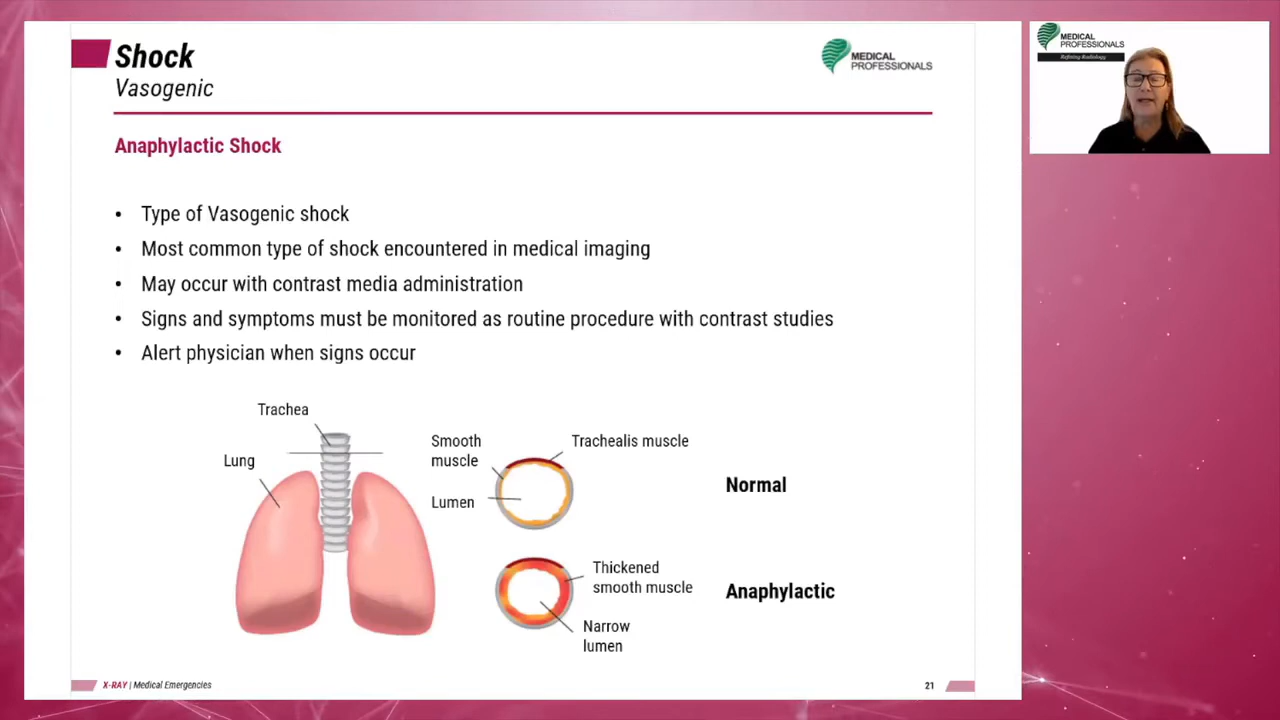 Shock
Vasogenic
MEDICAL
PROFESSIONALS
Anaphylactic Shock
• Type of Vasogenic shock
• Most common type of shock encountered in medical imaging
• May occur with contrast media administration
• Signs and symptoms must be monitored as routine procedure with contrast studies
• Alert physician when signs occur
Trachea
Lung
Smooth
muscle
Trachealis muscle
Lumen
Normal
Thickened
smooth muscle
Anaphylactic
Narrow
lumen
X-RAY | Medical Emergencies
21
MEDICAL
PROFESSIONALS
Refining Radiology